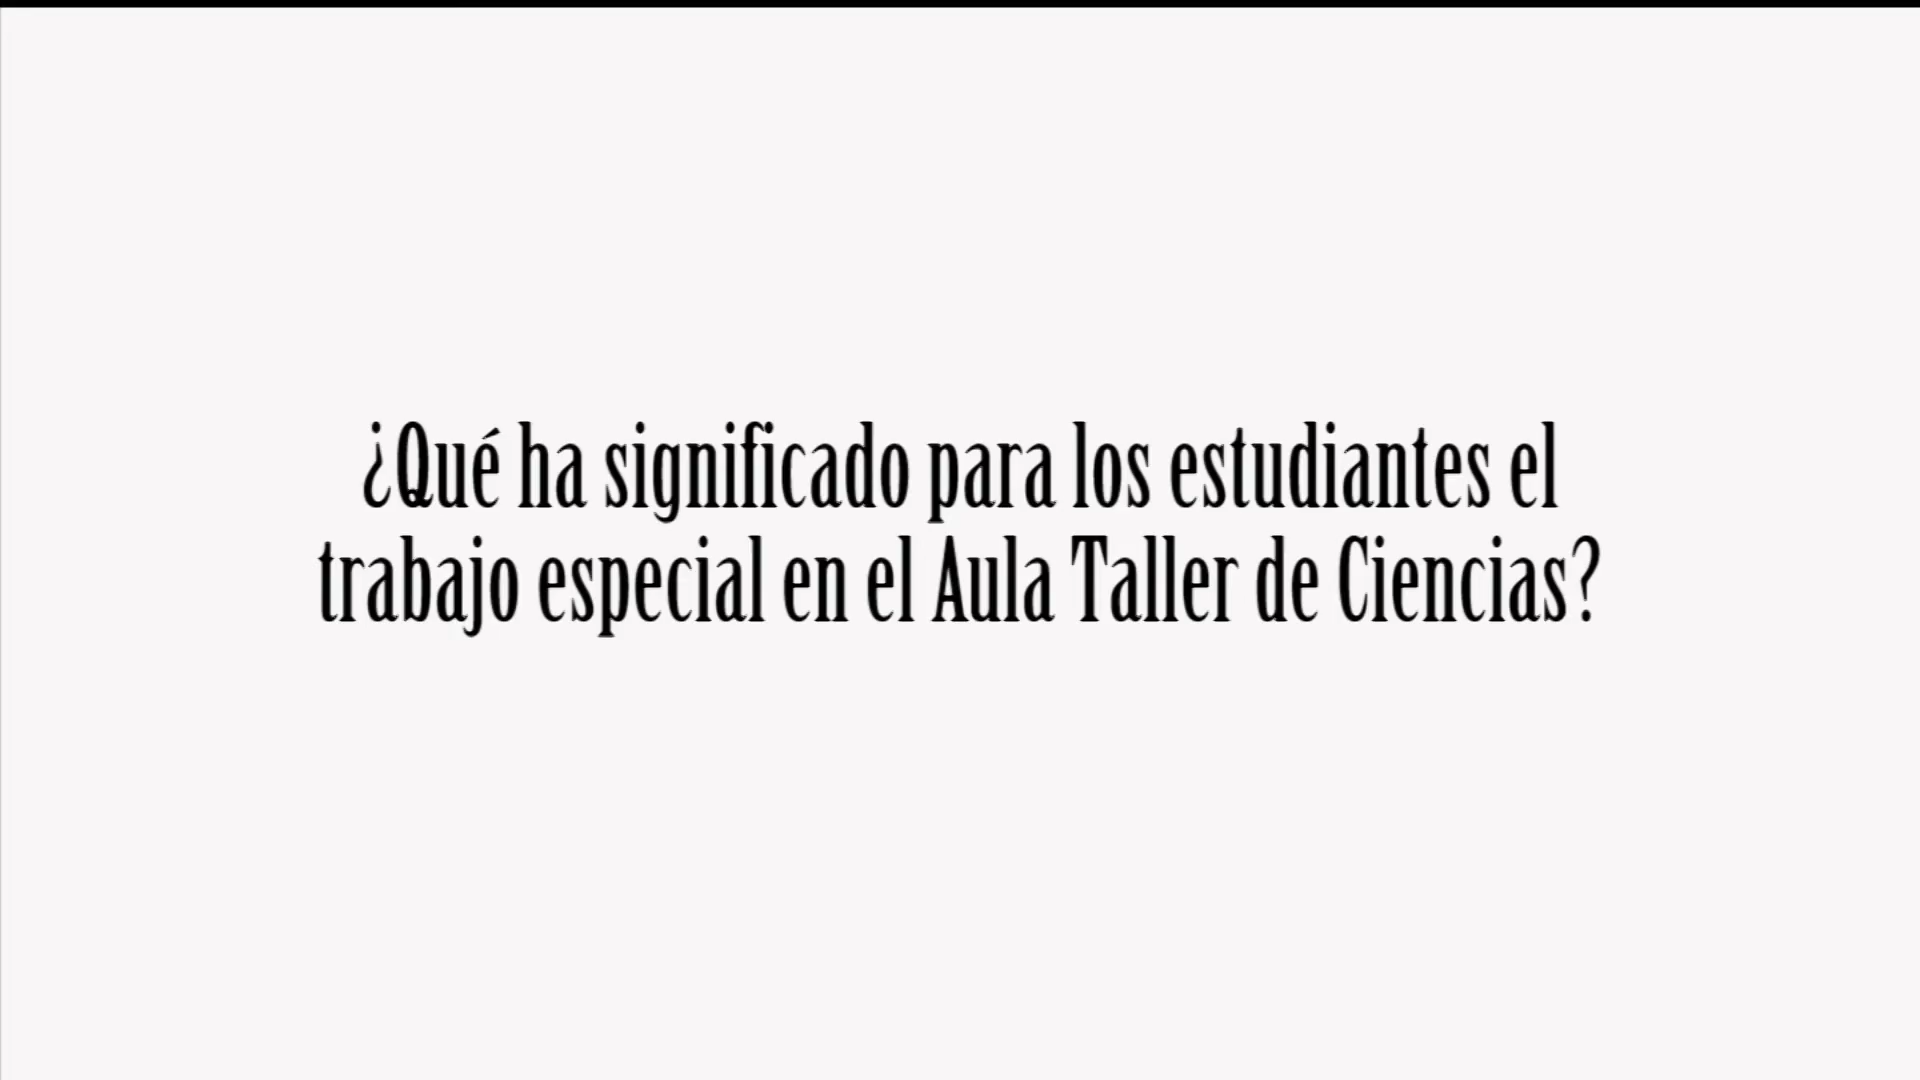 ¿Qué ha significado para los estudiantes el
trabajo especial en el Aula Taller de Ciencias?